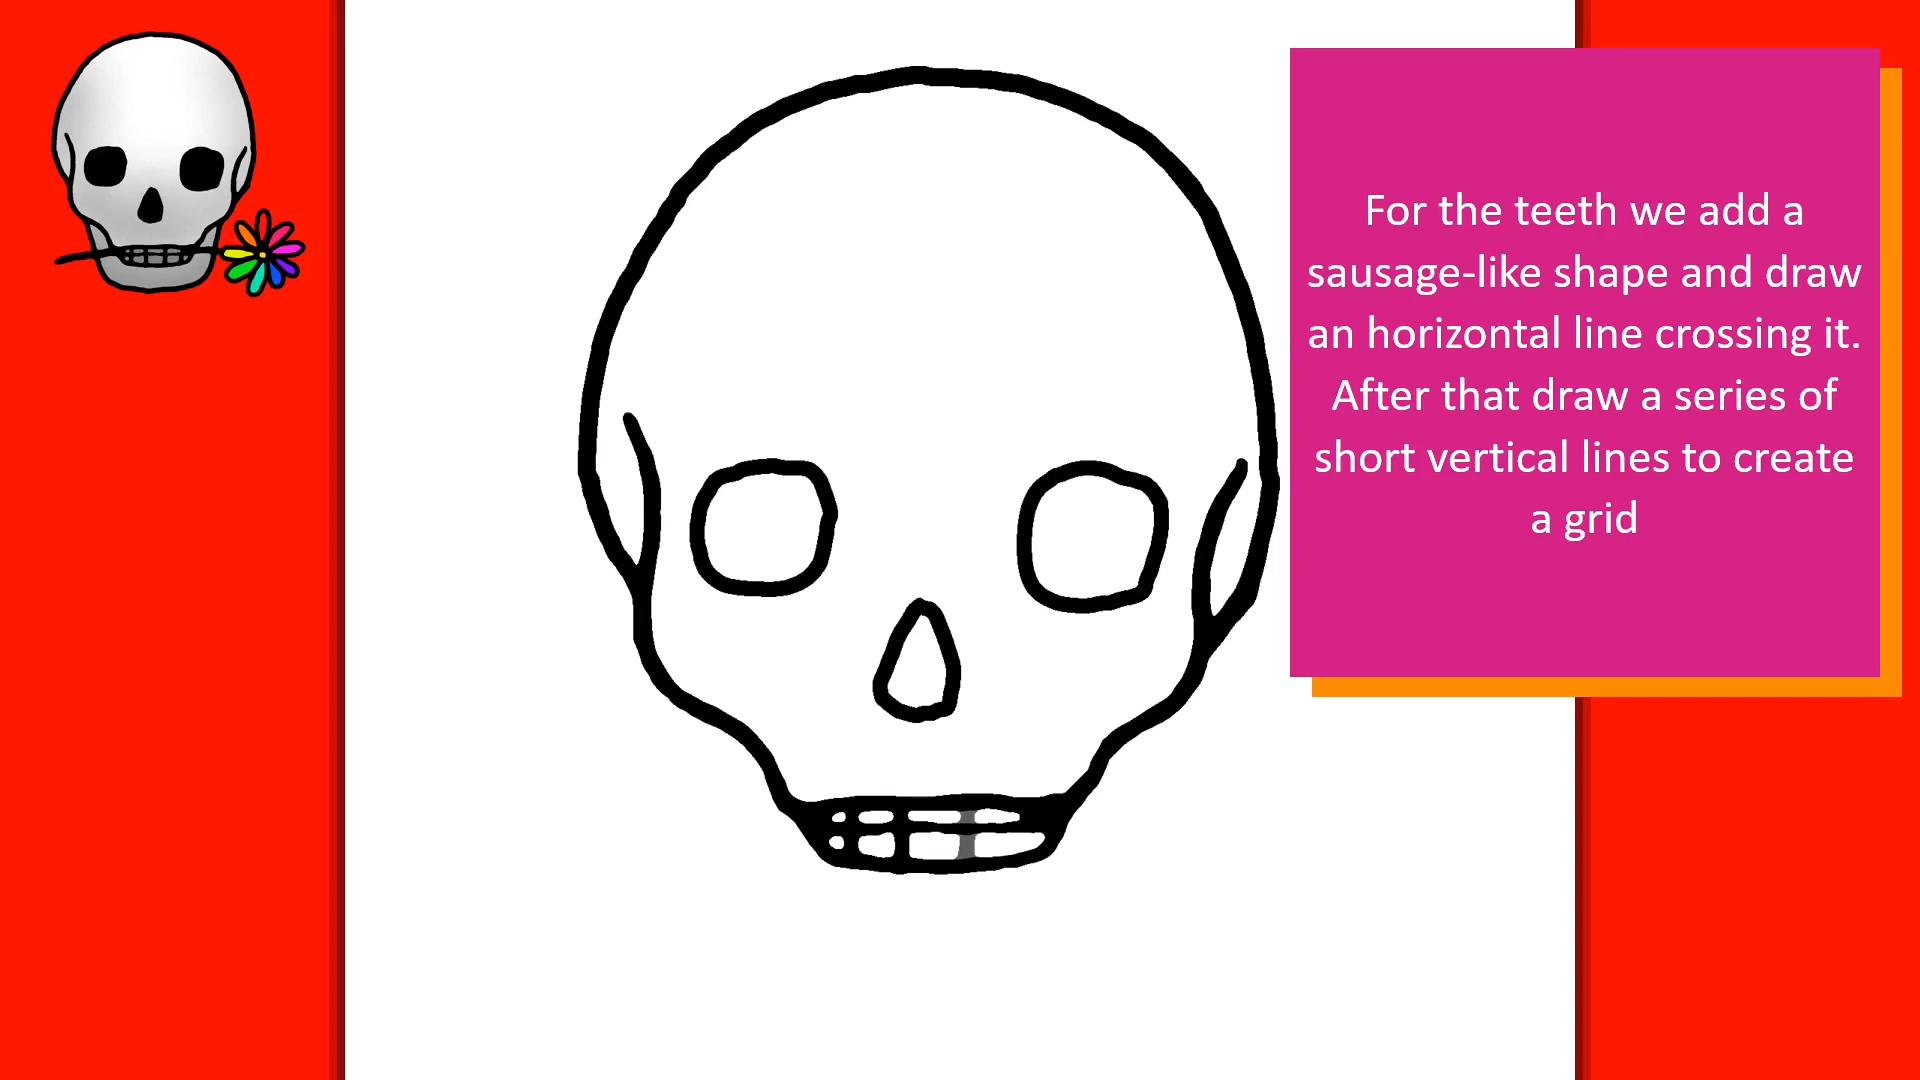 For the teeth we add a
sausage-like shape and draw
an horizontal line crossing it.
After that draw a series of
short vertical lines to create
a grid